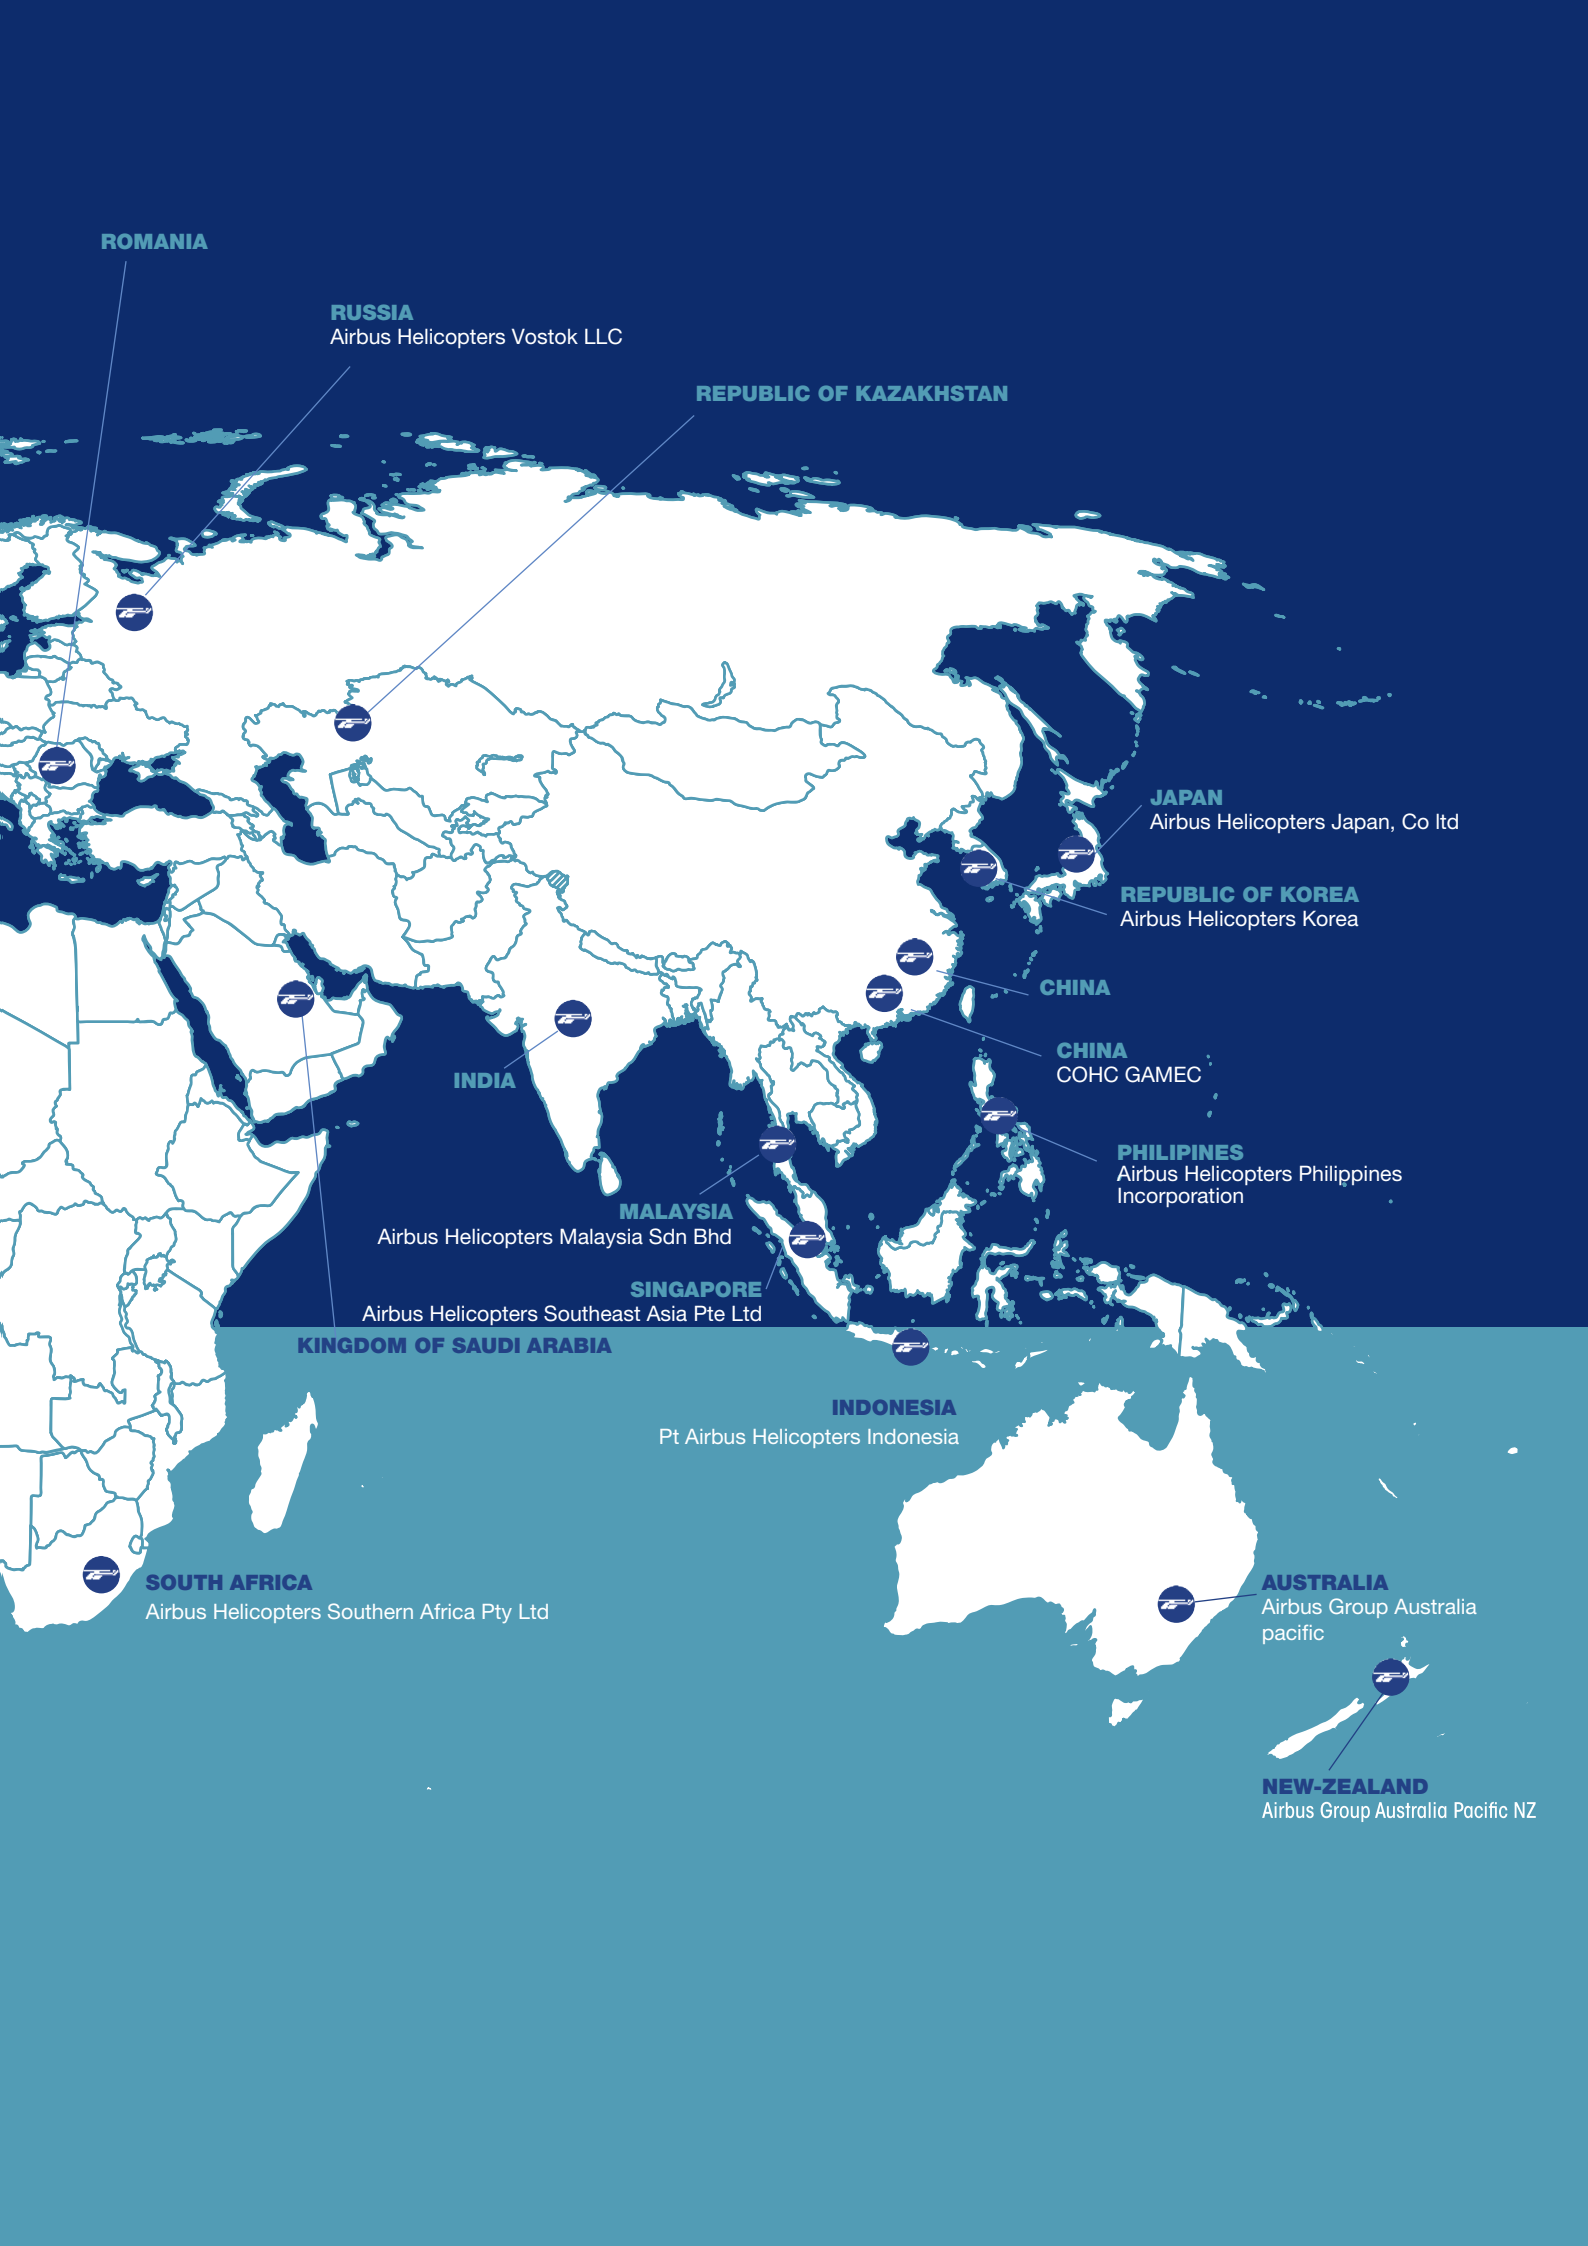 ROMANIA
RUSSIA
Airbus Helicopters Vostok LLC
REPUBLIC OF KAZAKHSTAN
JAPAN
Airbus Helicopters Japan, Co ltd
REPUBLIC OF KOREA
Airbus Helicopters Korea
CHINA
CHINA
COHC GAMEC
INDIA
PHILIPINES
Airbus Helicopters Philippines
Incorporation
MALAYSIA
Airbus Helicopters Malaysia Sdn Bhd
SINGAPORE
Airbus Helicopters Southeast Asia Pte Ltd
KINGDOM OF SAUDI ARABIA
INDONESIA
Pt Airbus Helicopters Indonesia
SOUTH AFRICA
Airbus Helicopters Southern Africa Pty Ltd
AUSTRALIA
Airbus Group Australia
pacific
NEW-ZEALAND
Airbus Group Australia Pacific NZ